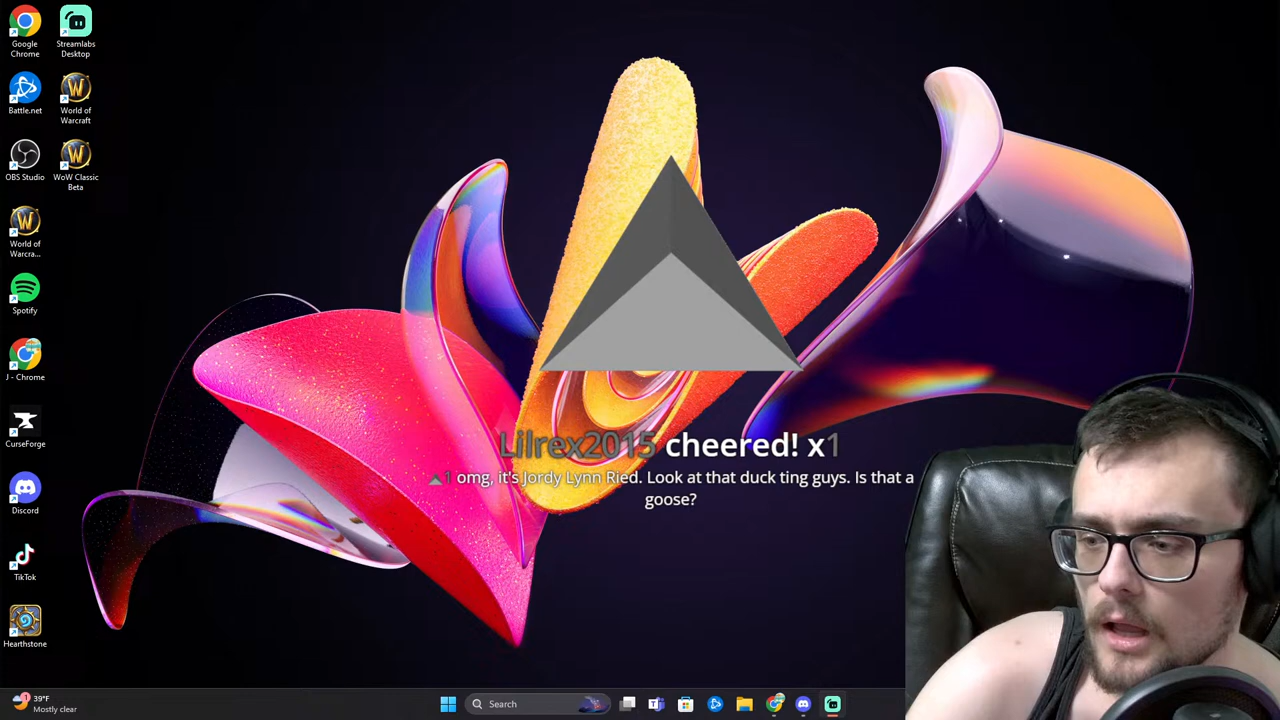 Google
Chrome
Streamlabs
Desktop
Battle.net
World of
Warcraft
OBS Studio
WoW Classic
Beta
World of
Warcra...
Spotify
J - Chrome
CurseForge
Discord
TikTok
Hearthstone
Lilrex2015 cheered! x1
1 omg, it's Jordy Lynn Ried. Look at that duck ting guys. Is that a
goose?
1
39°F
Mostly clear
Search